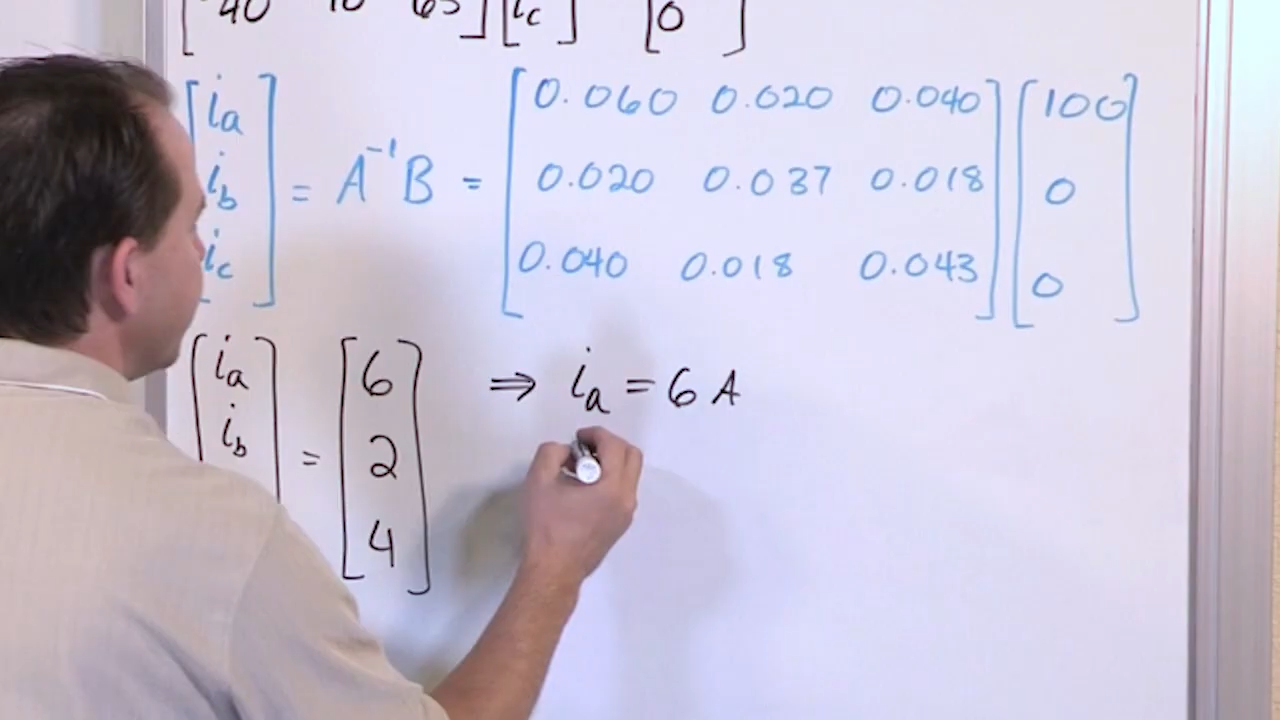 40 10 65 i_c 0
i_a 0.060 0.020 0.040 100
i_b = A⁻¹B = 0.020 0.037 0.018 0
i_c 0.040 0.018 0.043 0
i_a 6 ⇒ i_a = 6 A
i_b = 2
4